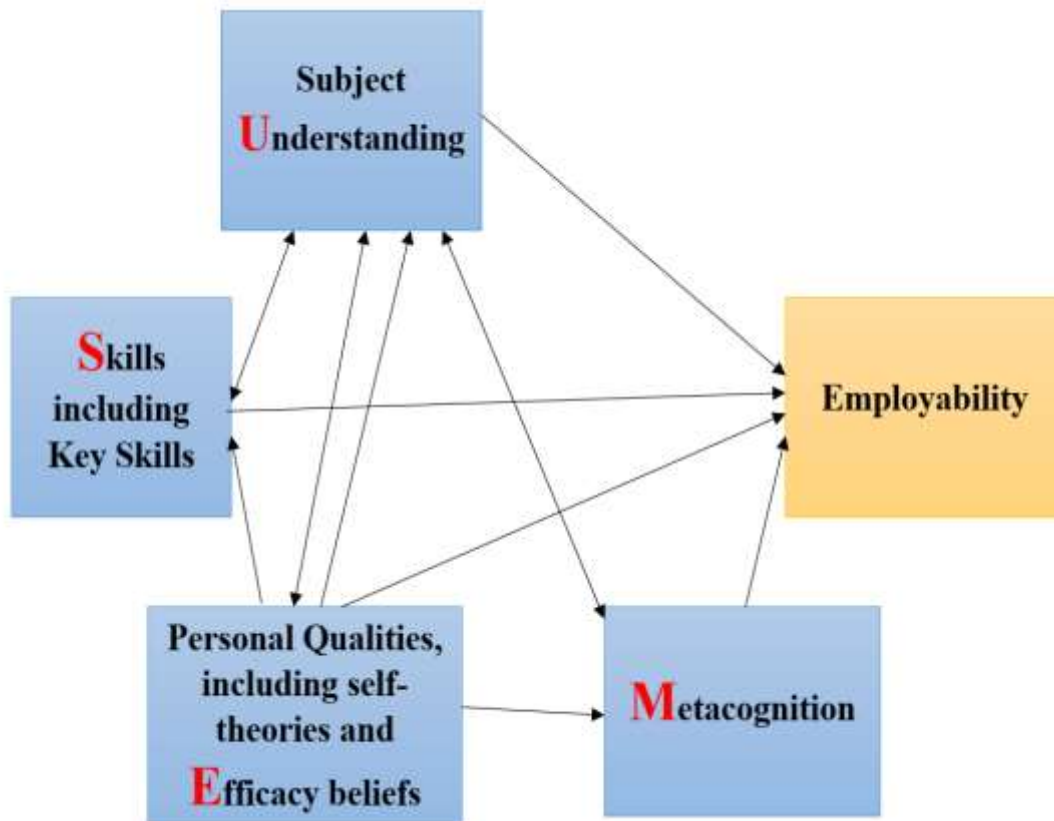 Subject
Understanding
Skills
including
Key Skills
Employability
Personal Qualities,
including self-
theories and
Efficacy beliefs
Metacognition